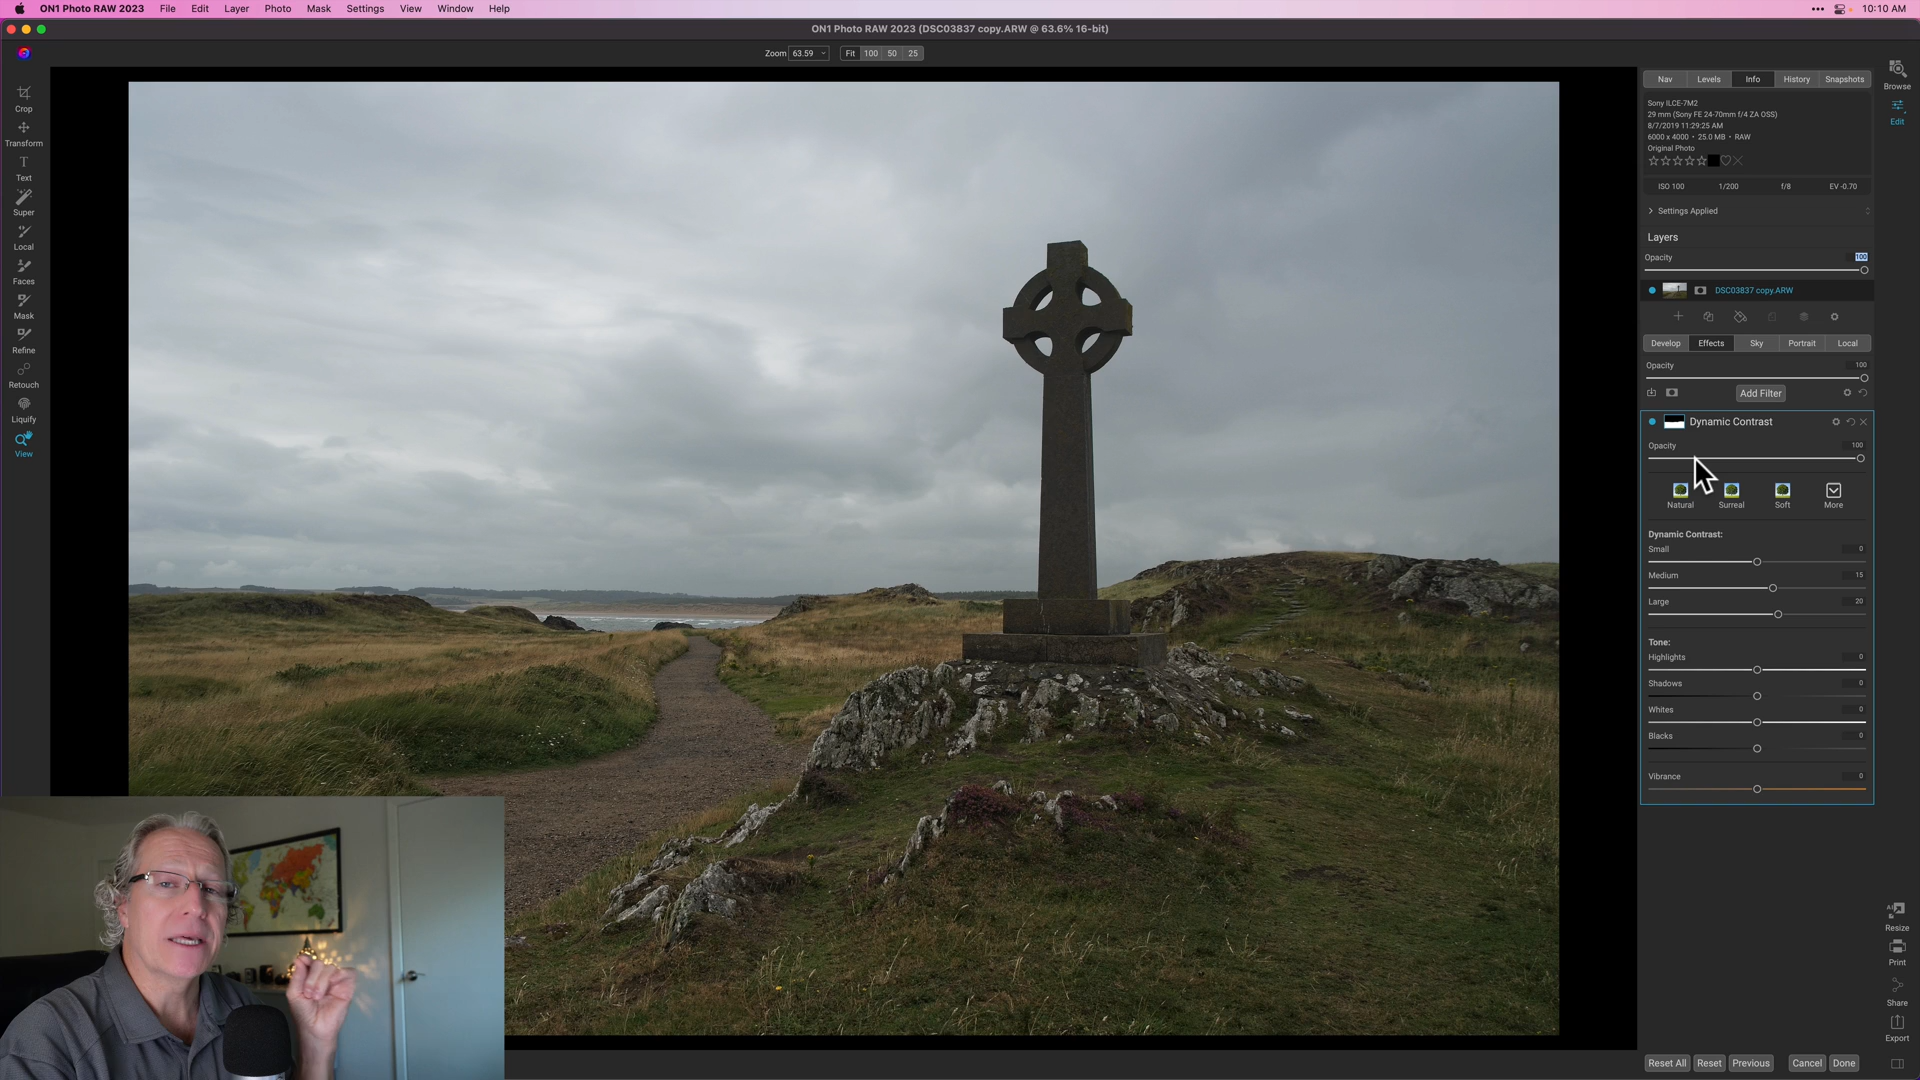 ON1 Photo RAW 2023 File Edit Layer Photo Mask Settings View Window Help 10:10 AM
ON1 Photo RAW 2023 (DSC03837 copy.ARW @ 63.6% 16-bit)
Zoom 63.59 Fit 100 50 25
Crop
Transform
Text
Super
Local
Faces
Mask
Refine
Retouch
Liquify
View
Nav Levels Info History Snapshots
Sony ILCE-7M2
29 mm (Sony FE 24-70mm f/4 ZA OSS)
8/7/2019 11:29:25 AM
6000 x 4000 • 25.0 MB • RAW
Original Photo
ISO 100 1/200 f/8 EV -0.70
Settings Applied
Layers
Opacity 100
DSC03837 copy.ARW
Develop Effects Sky Portrait Local
Opacity 100
Add Filter
Dynamic Contrast
Opacity 100
Natural Surreal Soft More
Dynamic Contrast:
Small 0
Medium 15
Large 20
Tone:
Highlights 0
Shadows 0
Whites 0
Blacks 0
Vibrance 0
Reset All Reset Previous Cancel Done
Browse
Edit
AI
Resize
Print
Share
Export